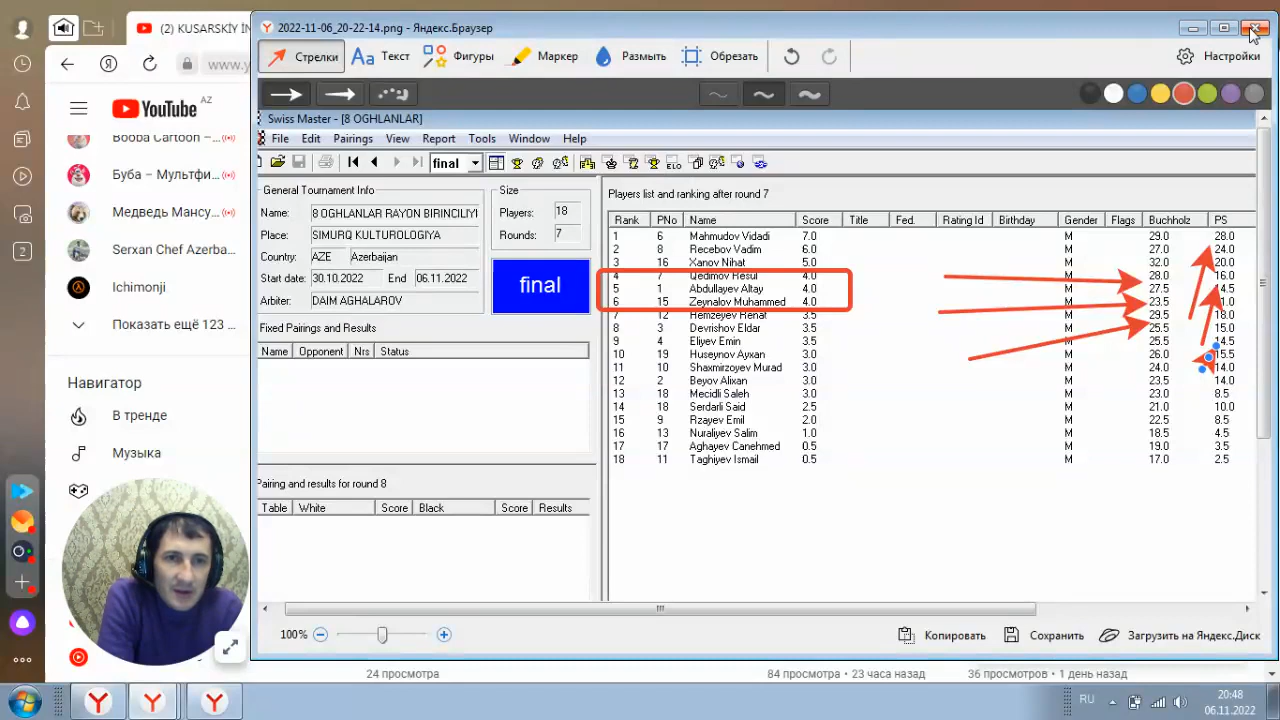 (2) KUSARSKİY İN
2022-11-06_20-22-14.png - Яндекс.Браузер
www.y
Стрелки
Текст
Фигуры
Маркер
Размыть
Обрезать
Настройки
YouTube AZ
Booba Cartoon –...
Буба – Мультфи...
Медведь Мансу...
Serxan Chef Azerba...
Ichimonji
Показать ещё 123
Навигатор
В тренде
Музыка
Swiss Master - [8 OGHLANLAR]
File Edit Pairings View Report Tools Window Help
final
General Tournament Info
Name: 8 OGHLANLAR RAYON BIRINCILIYI
Place: SIMURQ KULTUROLOGIYA
Country: AZE Azerbaijan
Start date: 30.10.2022 End 06.11.2022
Arbiter: DAIM AGHALAROV
Size
Players: 18
Rounds: 7
final
Fixed Pairings and Results
Name Opponent Nrs Status
Pairing and results for round 8
Table White Score Black Score Results
Players list and ranking after round 7
Rank PNo Name Score Title Fed. Rating Id Birthday Gender Flags Buchholz PS
1 6 Mahmudov Vidadi 7.0 M 29.0 28.0
2 8 Recebov Vadim 6.0 M 27.0 24.0
3 16 Xanov Nihat 5.0 M 32.0 20.0
4 7 Qedimov Resul 4.0 M 28.0 16.0
5 1 Abdullayev Altay 4.0 M 27.5
6 15 Zeynalov Muhammed 4.0 M 23.5
7 12 Hemzeyev Rehat 3.5 M 29.5 18.0
8 3 Devrishov Eldar 3.5 M 25.5 15.0
9 4 Eliyev Emin 3.5 M 25.5 14.5
10 19 Huseynov Ayxan 3.0 M 26.0 15.5
11 10 Shaxmirzoyev Murad 3.0 M 24.0 14.0
12 2 Beyov Alixan 3.0 M 23.5 14.0
13 18 Mecidli Saleh 3.0 M 23.0 8.5
14 18 Serdarli Said 2.5 M 21.0 10.0
15 9 Rzayev Emil 2.0 M 22.5 8.5
16 13 Nuraliyev Salim 1.0 M 18.5 4.5
17 17 Aghayev Canehmed 0.5 M 19.0 3.5
18 11 Taghiyev Ismail 0.5 M 17.0 2.5
100%
Копировать
Сохранить
Загрузить на Яндекс.Диск
24 просмотра
84 просмотра • 23 часа назад
36 просмотров • 1 день назад
RU
20:48
06.11.2022